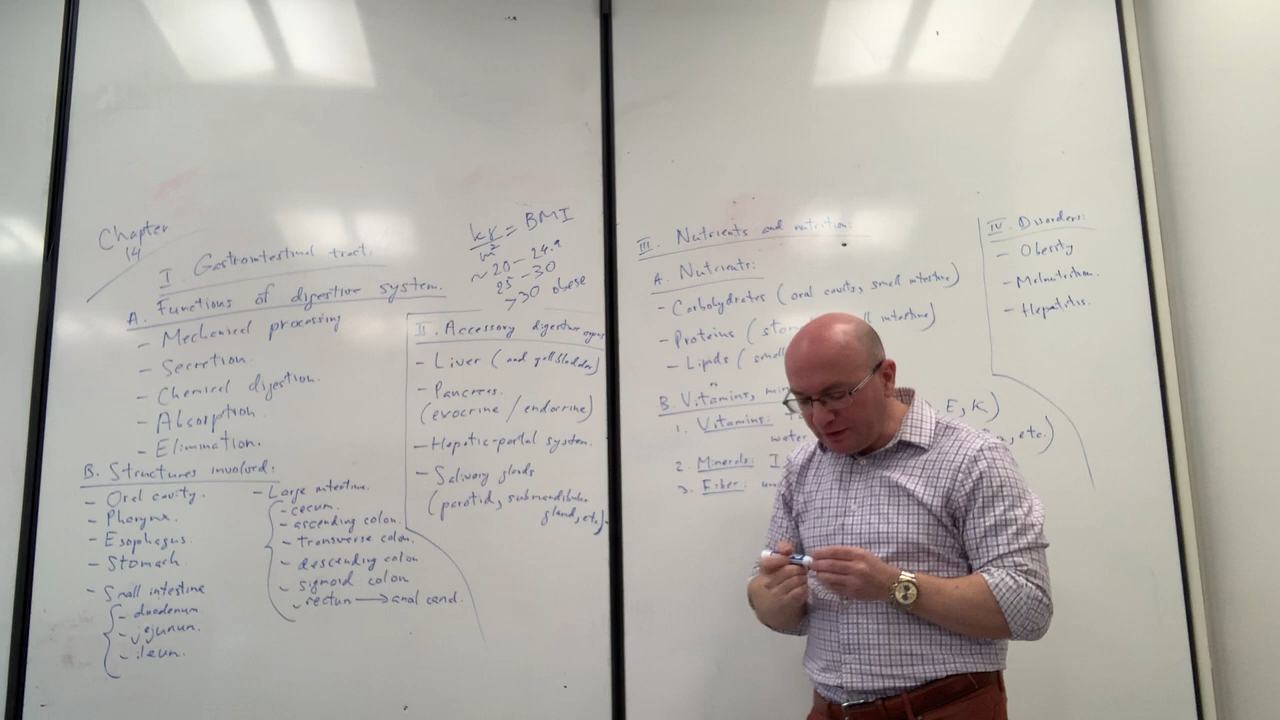 Chapter
14
I. Gastrointestinal tract:
A. Functions of digestive system.
- Mechanical processing
- Secretion.
- Chemical digestion.
- Absorption.
- Elimination.
B. Structures involved:
- Oral cavity.
- Pharynx.
- Esophagus.
- Stomach
- Small intestine
- duodenum
- jejunum.
- ileum.
- Large intestine.
- cecum.
- ascending colon.
- transverse colon.
- descending colon
- sigmoid colon
- rectum → anal canal.
kg/m² = BMI
~20-24.9
25-30
>30 obese
II. Accessory digestive organs
- Liver (and gallbladder)
- Pancreas.
(exocrine / endocrine)
- Hepatic-portal system.
- Salivary glands
(parotid, submandibular
gland, etc.)
III. Nutrients and nutrition:
A. Nutrients:
- Carbohydrates (oral cavity, small intestine)
- Proteins ( intestine)
- Lipids (
B. Vitamins,
1. Vitamins: E, K)
water etc.)
2. Minerals:
3. Fiber:
IV. Disorders:
- Obesity
- Malnutrition.
- Hepatitis.